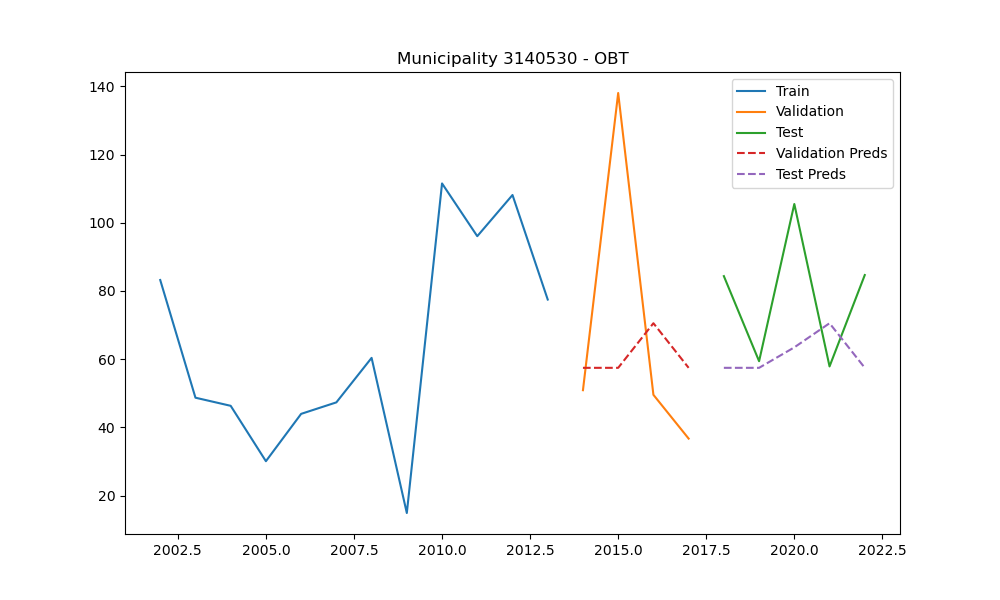 Municipality 3140530 - OBT
Train
Validation
Test
Validation Preds
Test Preds
140
120
100
80
60
40
20
2002.5 2005.0 2007.5 2010.0 2012.5 2015.0 2017.5 2020.0 2022.5